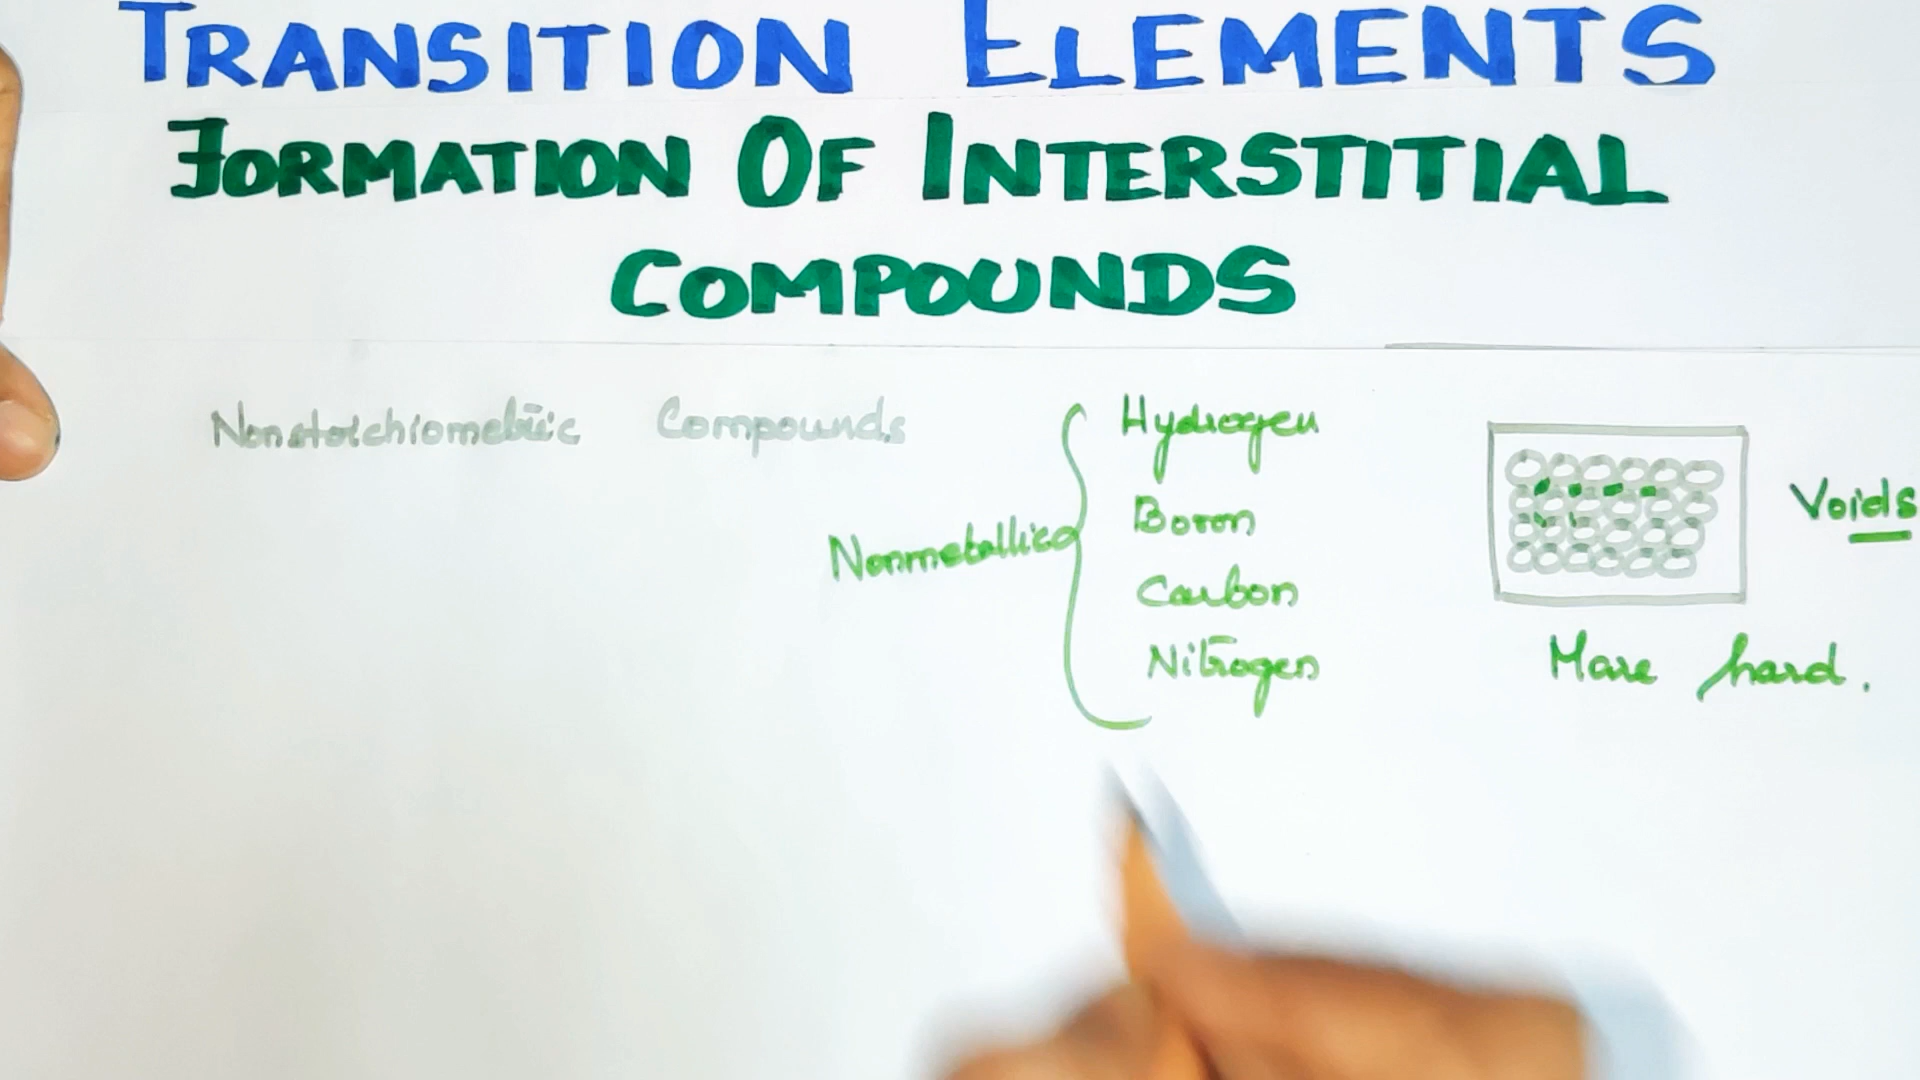 TRANSITION ELEMENTS
FORMATION OF INTERSTITIAL
COMPOUNDS
Nonstoichiometric Compounds
Nonmetallic
Hydrogen
Boron
Carbon
Nitrogen
Voids
More hard.